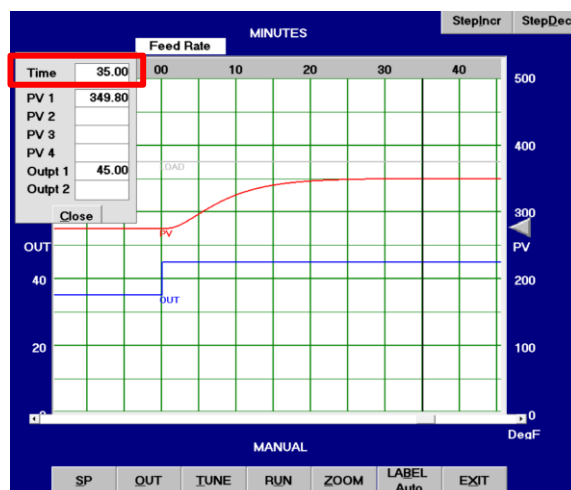 StepIncr StepDec
MINUTES
Feed Rate
Time 35.00
00 10 20 30 40
PV 1 349.80
PV 2
PV 3
PV 4
Outpt 1 45.00
Outpt 2
Close
500
400
300
PV
200
100
0
DegF
OUT
40
20
0
LOAD
PV
OUT
MANUAL
SP OUT TUNE RUN ZOOM LABEL Auto EXIT